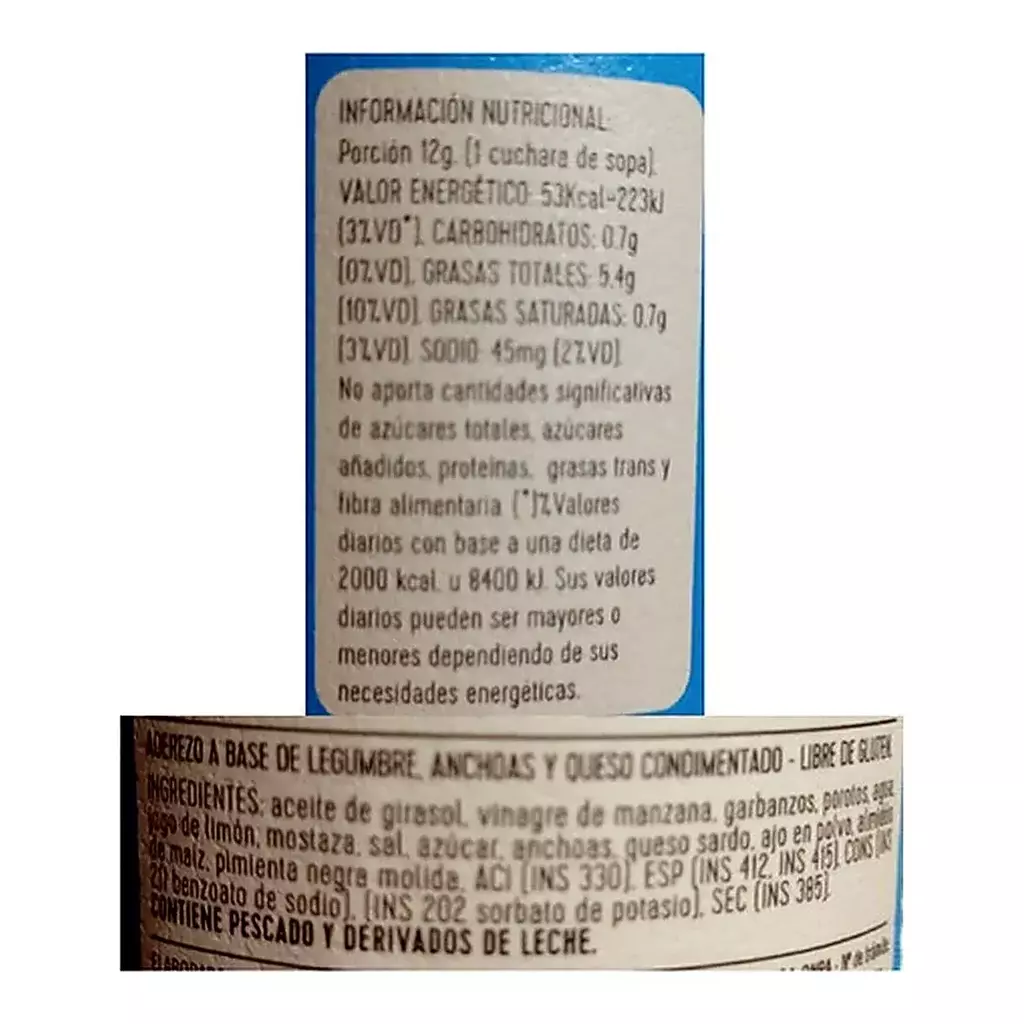 INFORMACIÓN NUTRICIONAL:
Porción 12g. (1 cuchara de sopa).
VALOR ENERGÉTICO: 53Kcal-223kJ
(3%VD*). CARBOHIDRATOS: 0.7g
(0%VD). GRASAS TOTALES: 5.4g
(10%VD). GRASAS SATURADAS: 0.7g
(3%VD). SODIO: 45mg (2%VD).
No aporta cantidades significativas
de azúcares totales, azúcares
añadidos, proteínas, grasas trans y
fibra alimentaria. (*)%Valores
diarios con base a una dieta de
2000 kcal. u 8400 kJ. Sus valores
diarios pueden ser mayores o
menores dependiendo de sus
necesidades energéticas.
ADEREZO A BASE DE LEGUMBRE, ANCHOAS Y QUESO CONDIMENTADO - LIBRE DE GLUTEN
INGREDIENTES: aceite de girasol, vinagre de manzana, garbanzos, porotos, agua,
jugo de limón, mostaza, sal, azúcar, anchoas, queso sardo, ajo en polvo, almidón
de maíz, pimienta negra molida, ACI (INS 330), ESP (INS 412, INS 415), CONS (INS
benzoato de sodio), (INS 202 sorbato de potasio), SEC (INS 385).
CONTIENE PESCADO Y DERIVADOS DE LECHE.
Nº de trámite